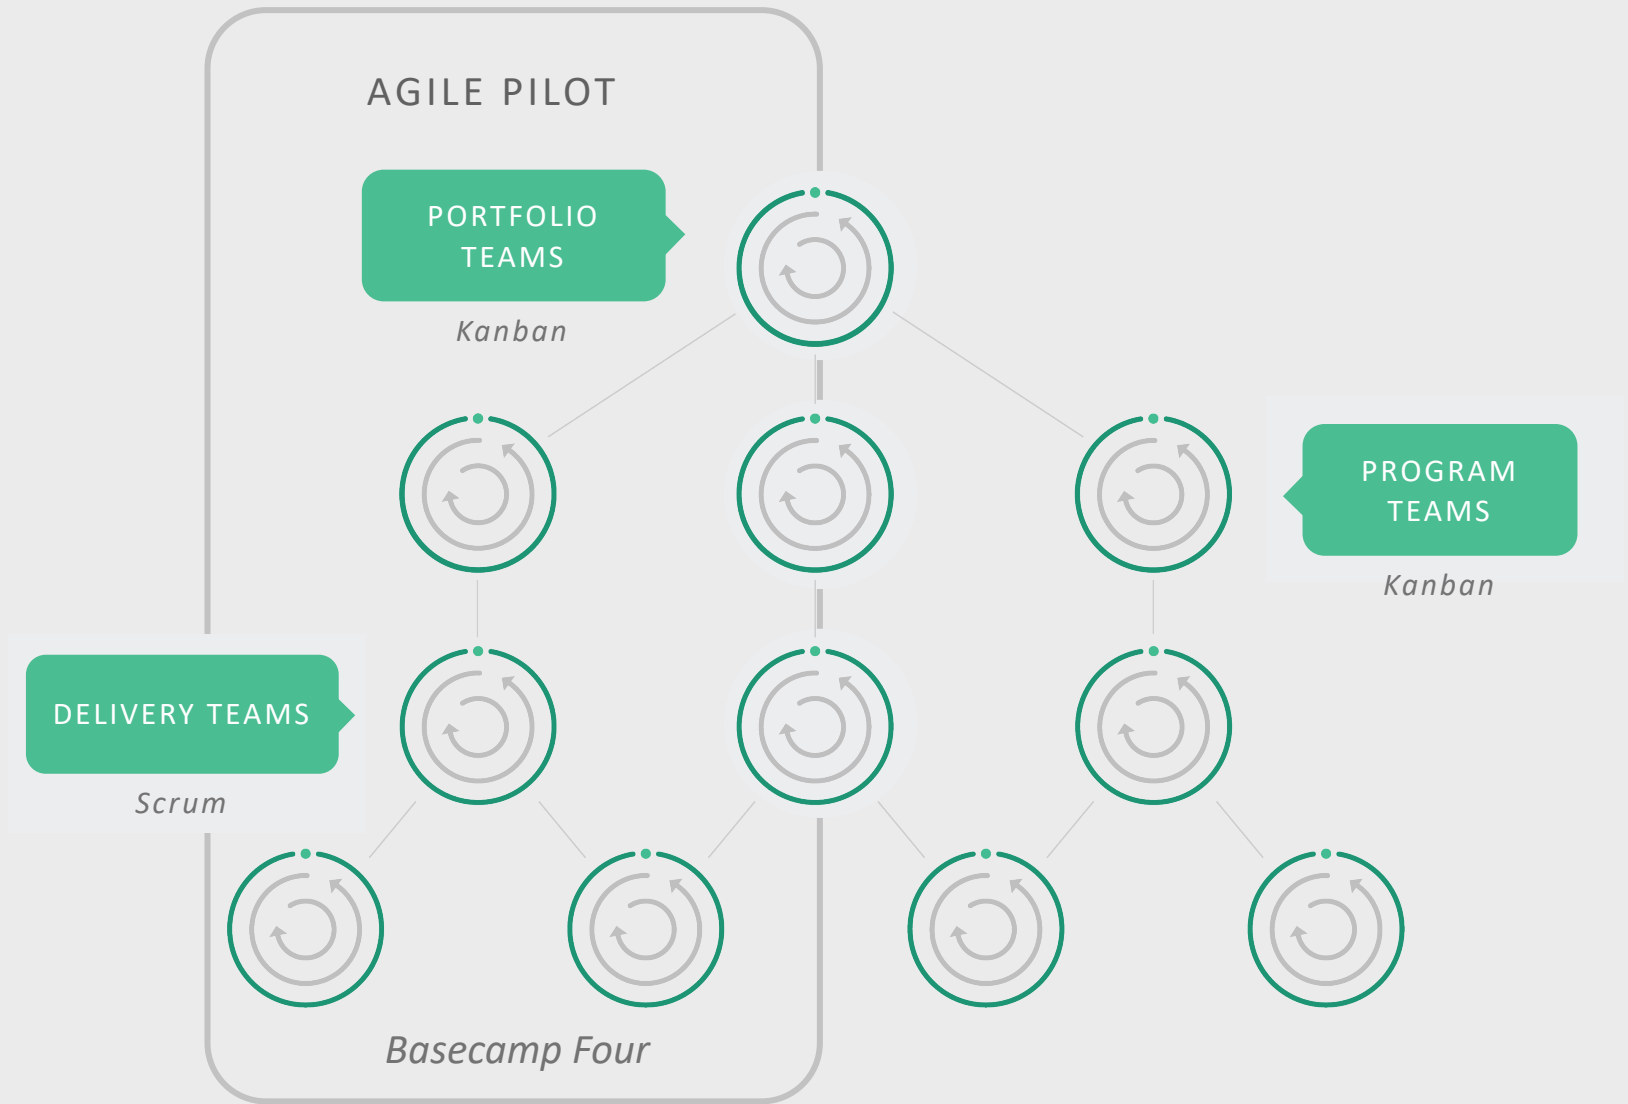 AGILE PILOT
PORTFOLIO
TEAMS
Kanban
PROGRAM
TEAMS
Kanban
DELIVERY TEAMS
Scrum
Basecamp Four